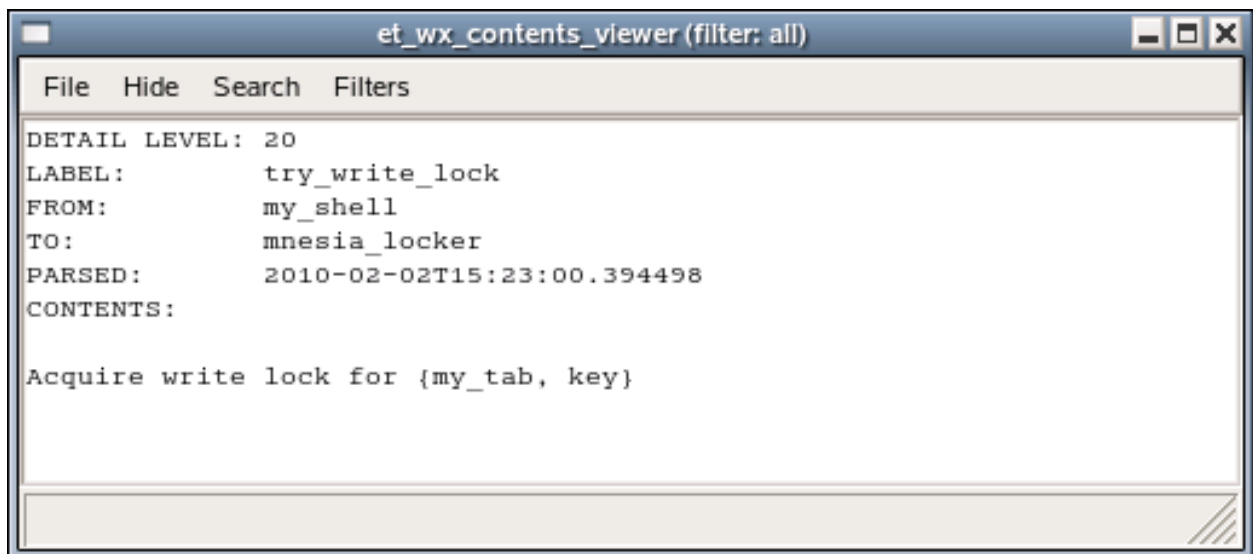 et_wx_contents_viewer (filter: all)
File Hide Search Filters
DETAIL LEVEL: 20
LABEL: try_write_lock
FROM: my_shell
TO: mnesia_locker
PARSED: 2010-02-02T15:23:00.394498
CONTENTS:
Acquire write lock for {my_tab, key}